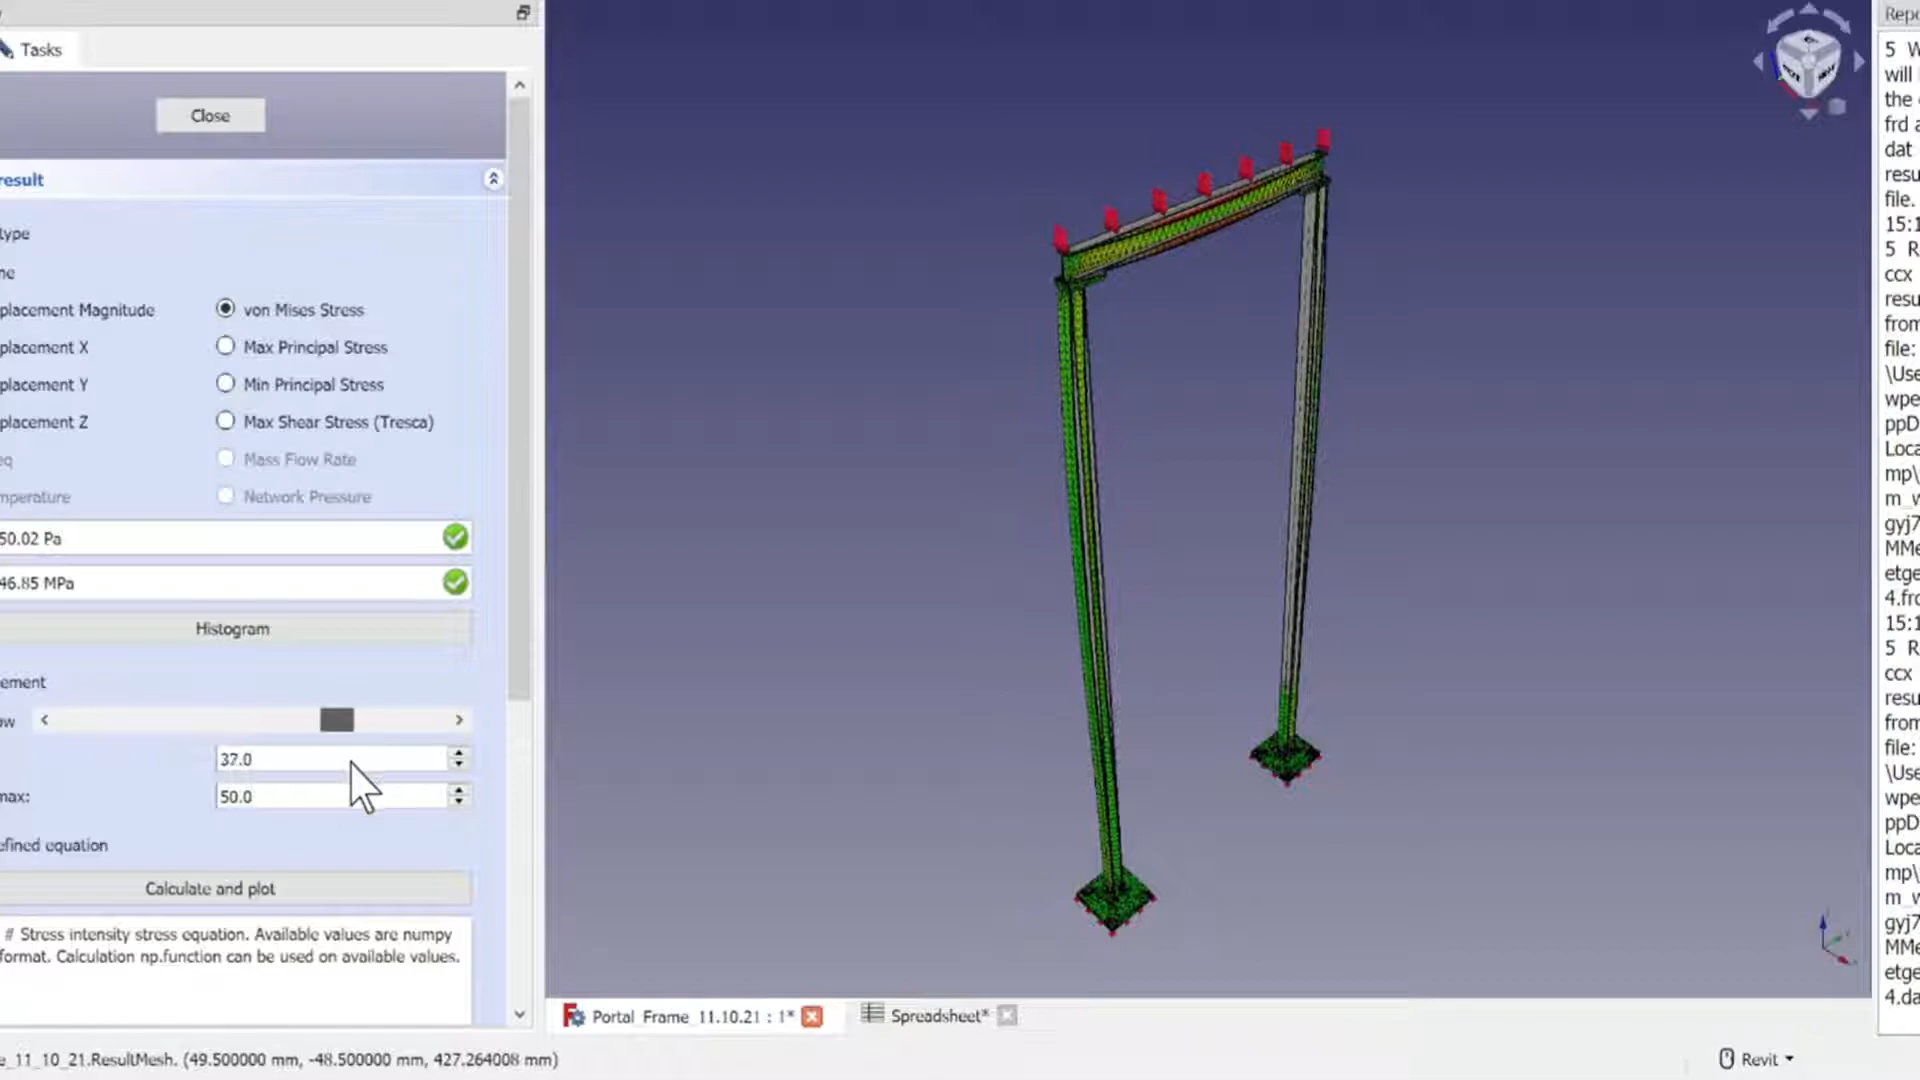 Tasks
Close
result
type
me
placement Magnitude
von Mises Stress
placement X
Max Principal Stress
placement Y
Min Principal Stress
placement Z
Max Shear Stress (Tresca)
eq
Mass Flow Rate
mperature
Network Pressure
50.02 Pa
46.85 MPa
Histogram
ement
ow
37.0
max:
50.0
efined equation
Calculate and plot
# Stress intensity stress equation. Available values are numpy
format. Calculation np.function can be used on available values.
Portal_Frame_11.10.21 : 1*
Spreadsheet*
e_11_10_21.ResultMesh. (49.500000 mm, -48.500000 mm, 427.264008 mm)
Revit
Repo
5 W
will
the
frd a
dat
resu
file.
15:1
5 R
ccx
resu
from
file:
\Use
wpe
ppD
Loca
mp\
m_w
gyj7
MMe
etge
4.frd
15:1
5 R
ccx
resu
from
file:
\Use
wpe
ppD
Loca
mp\
m_w
gyj7
MMe
etge
4.da